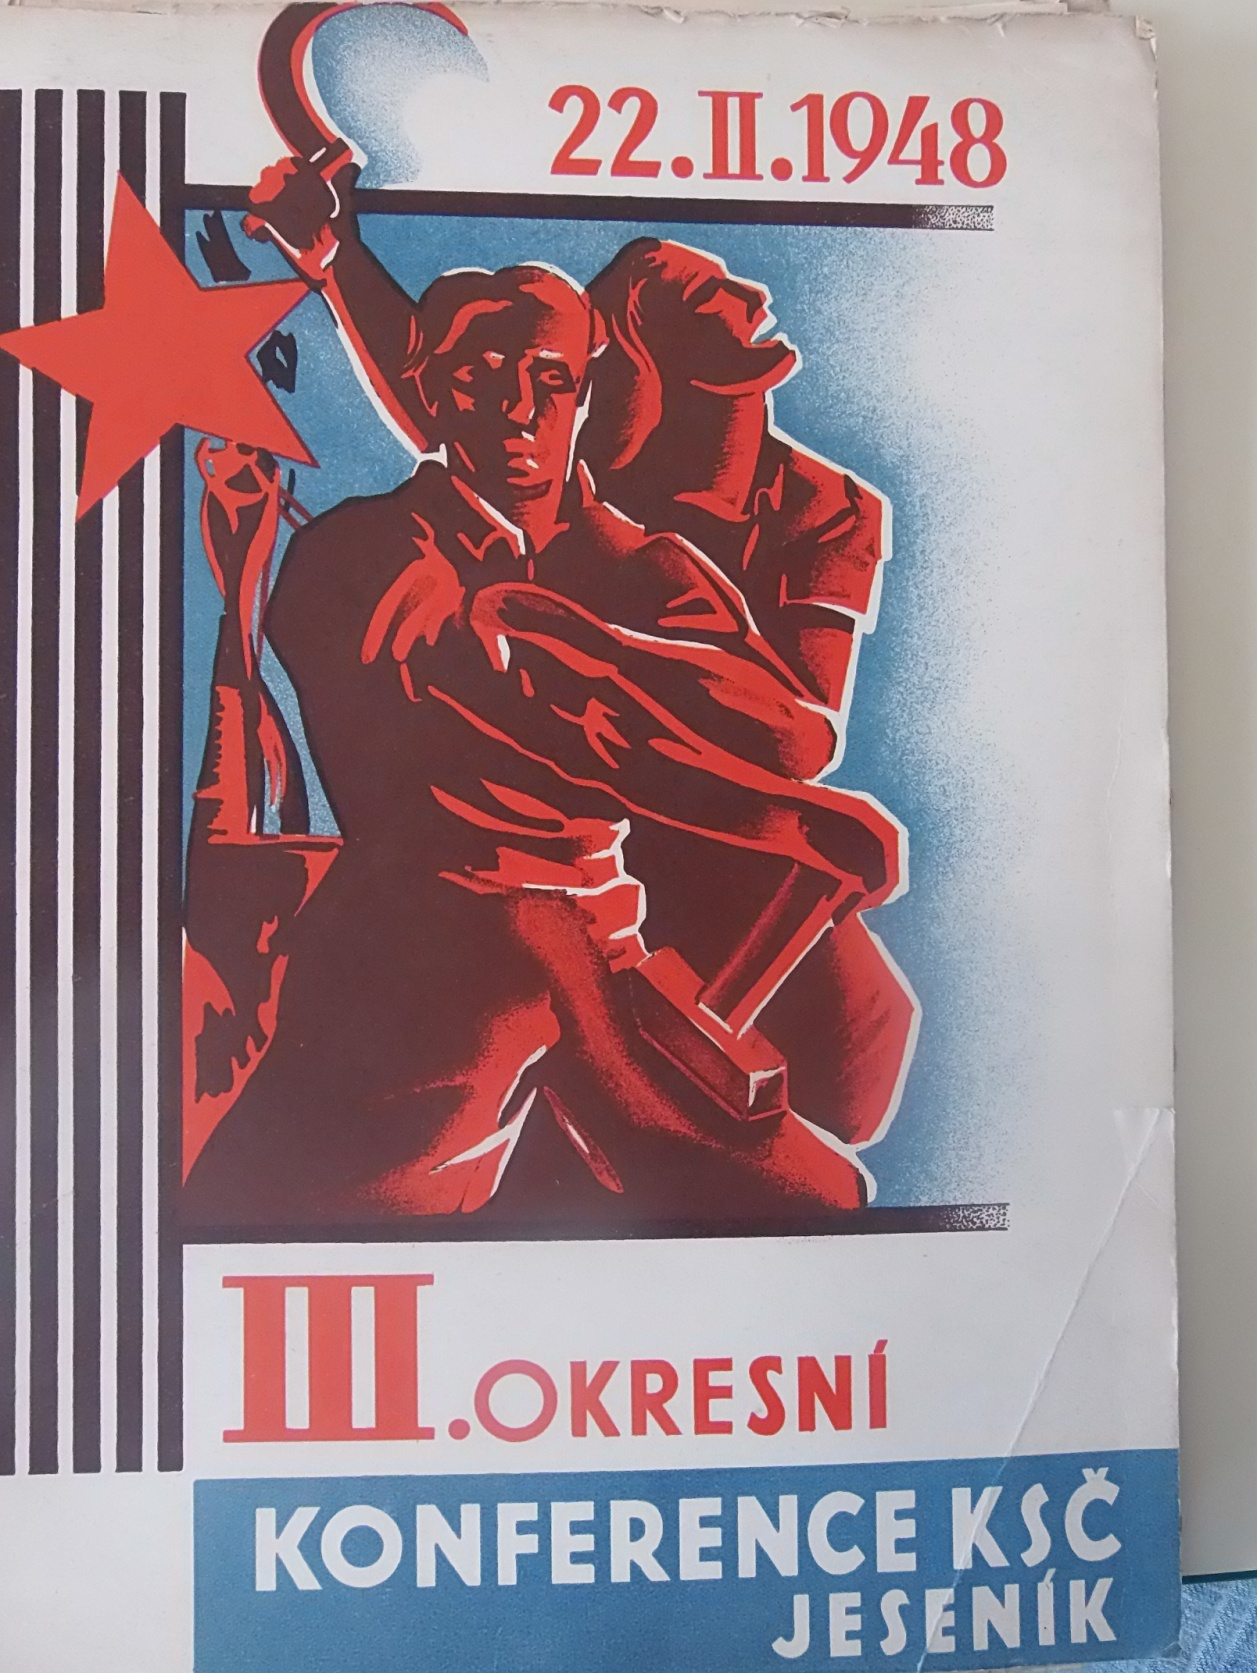 22.II.1948
III.OKRESNÍ
KONFERENCE KSČ
JESENÍK